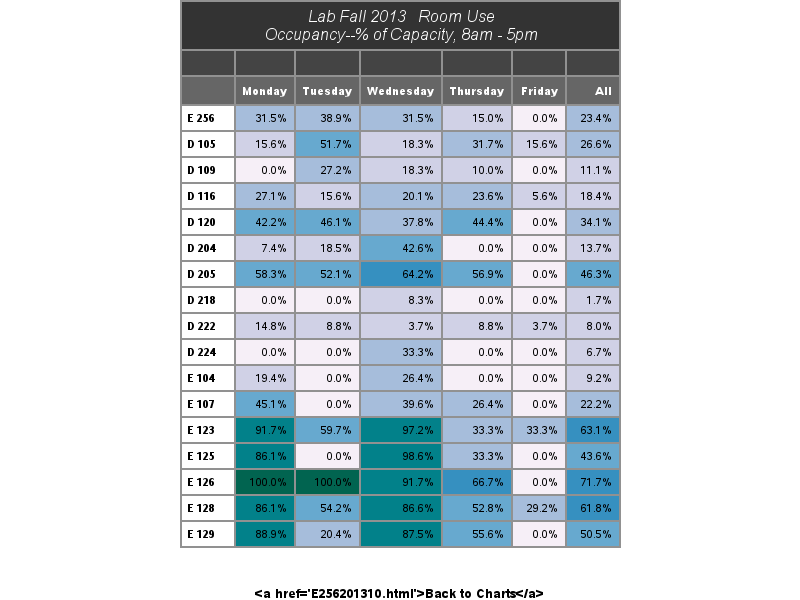 Lab Fall 2013 Room Use
Occupancy--% of Capacity, 8am - 5pm
Monday Tuesday Wednesday Thursday Friday All
E 256 31.5% 38.9% 31.5% 15.0% 0.0% 23.4%
D 105 15.6% 51.7% 18.3% 31.7% 15.6% 26.6%
D 109 0.0% 27.2% 18.3% 10.0% 0.0% 11.1%
D 116 27.1% 15.6% 20.1% 23.6% 5.6% 18.4%
D 120 42.2% 46.1% 37.8% 44.4% 0.0% 34.1%
D 204 7.4% 18.5% 42.6% 0.0% 0.0% 13.7%
D 205 58.3% 52.1% 64.2% 56.9% 0.0% 46.3%
D 218 0.0% 0.0% 8.3% 0.0% 0.0% 1.7%
D 222 14.8% 8.8% 3.7% 8.8% 3.7% 8.0%
D 224 0.0% 0.0% 33.3% 0.0% 0.0% 6.7%
E 104 19.4% 0.0% 26.4% 0.0% 0.0% 9.2%
E 107 45.1% 0.0% 39.6% 26.4% 0.0% 22.2%
E 123 91.7% 59.7% 97.2% 33.3% 33.3% 63.1%
E 125 86.1% 0.0% 98.6% 33.3% 0.0% 43.6%
E 126 100.0% 100.0% 91.7% 66.7% 0.0% 71.7%
E 128 86.1% 54.2% 86.6% 52.8% 29.2% 61.8%
E 129 88.9% 20.4% 87.5% 55.6% 0.0% 50.5%
<a href='E256201310.html'>Back to Charts</a>